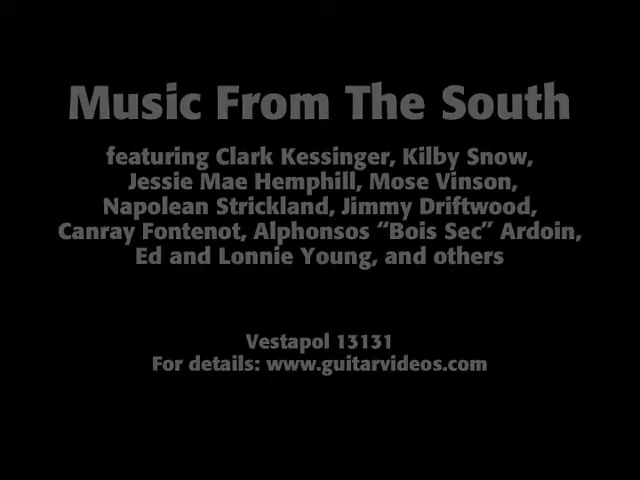 Music From The South
featuring Clark Kessinger, Kilby Snow,
Jessie Mae Hemphill, Mose Vinson,
Napolean Strickland, Jimmy Driftwood,
Canray Fontenot, Alphonsos “Bois Sec” Ardoin,
Ed and Lonnie Young, and others
Vestapol 13131
For details: www.guitarvideos.com